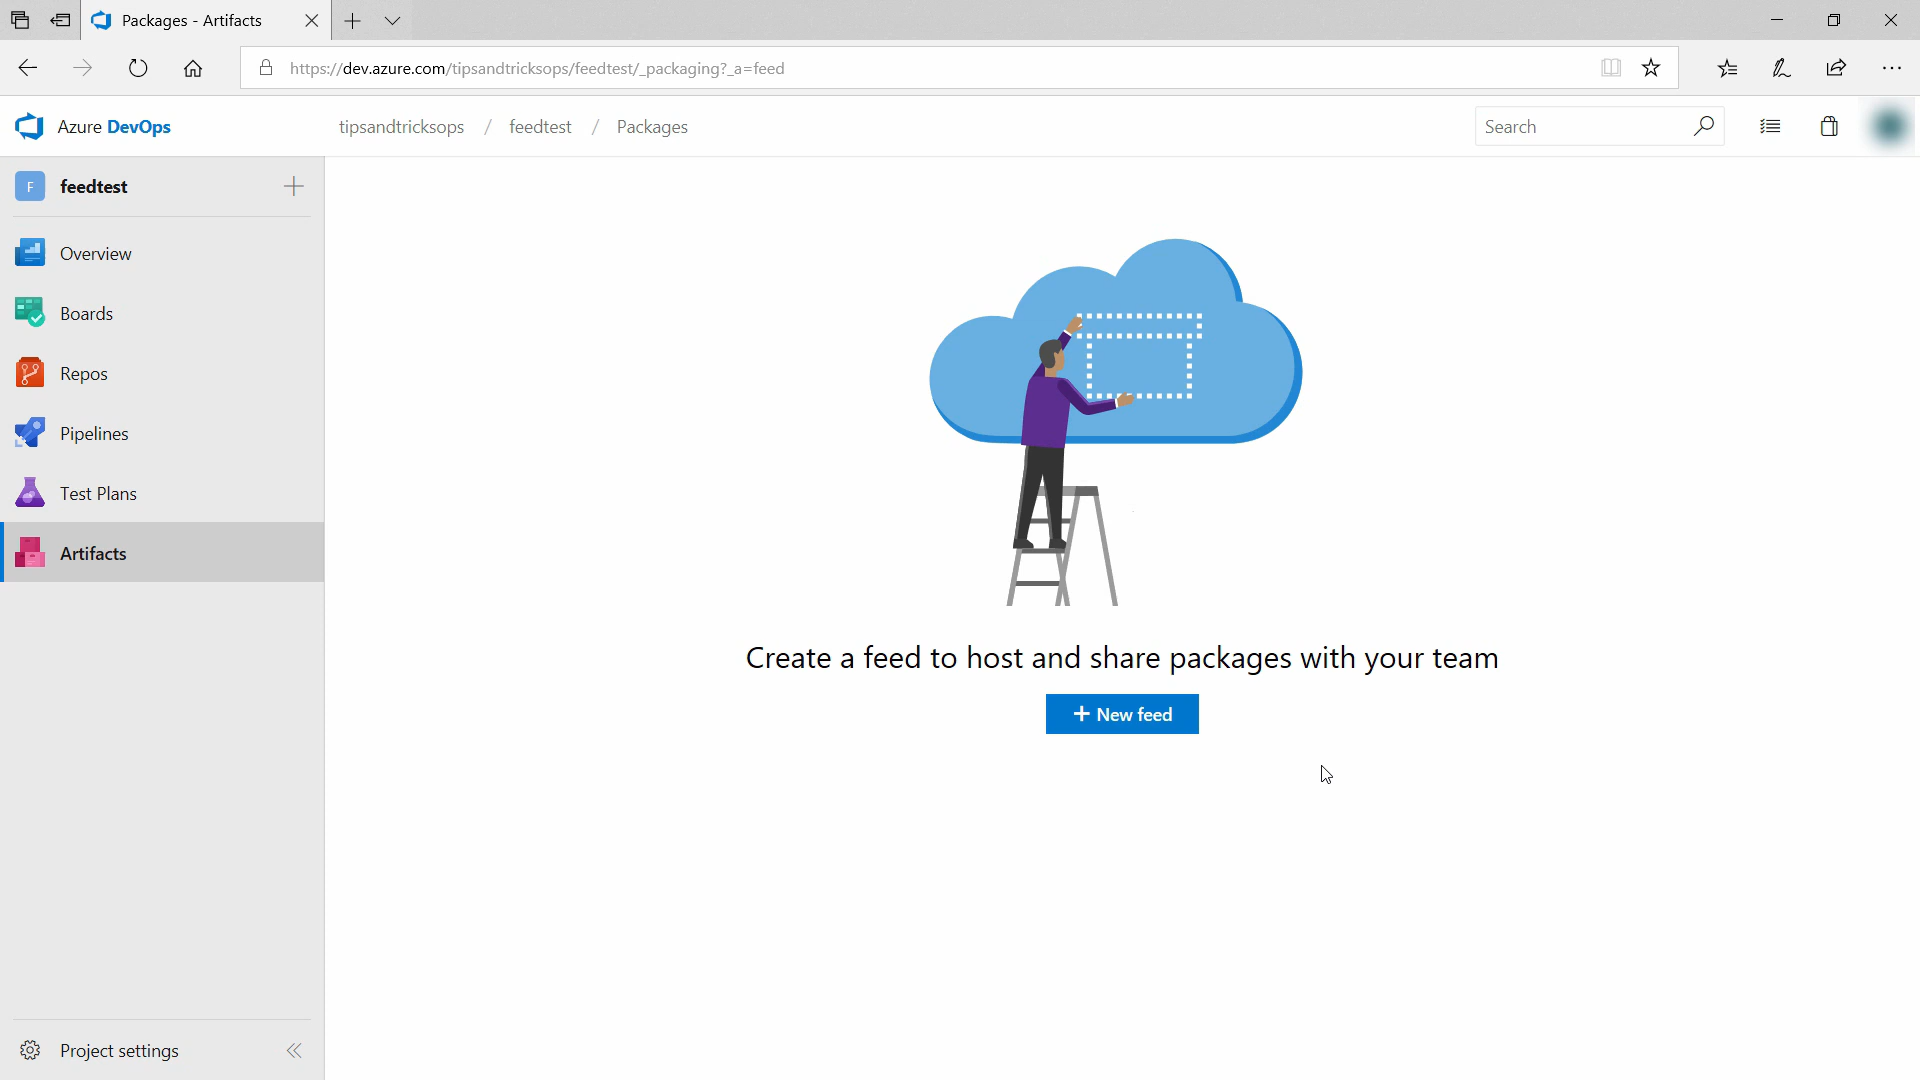 Packages - Artifacts
https://dev.azure.com/tipsandtricksops/feedtest/_packaging?_a=feed
Azure DevOps
tipsandtricksops / feedtest / Packages
Search
F feedtest
Overview
Boards
Repos
Pipelines
Test Plans
Artifacts
Create a feed to host and share packages with your team
+ New feed
Project settings